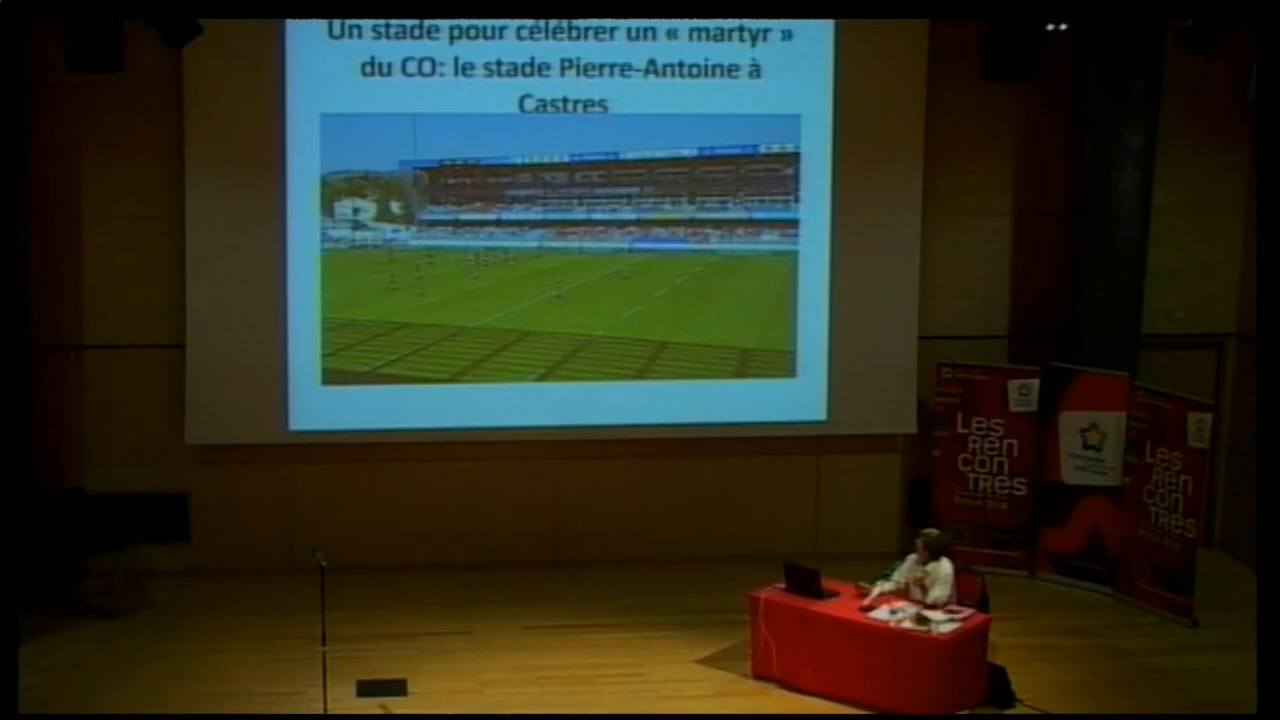 Un stade pour célébrer un « martyr »
du CO: le stade Pierre-Antoine à
Castres
Les
Ren
con
TRes
Les
Ren
con
TRes